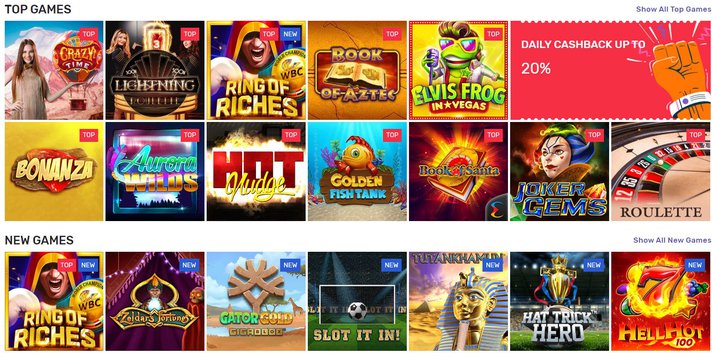 TOP GAMES
Show All Top Games
TOP
CRAZY
TIME
TOP
LIGHTNING
ROULETTE
TOP NEW
WBC
RING OF
RICHES
TOP
BOOK
OF AZTEC
TOP
ELVIS FROG
IN VEGAS
DAILY CASHBACK UP TO
20%
TOP
BONANZA
TOP
Aurora
WILDS
TOP
HOT
Nudge
TOP
GOLDEN
FISH TANK
TOP
Book of Santa
TOP
JOKER
GEMS
TOP
ROULETTE
NEW GAMES
Show All New Games
TOP NEW
WBC
RING OF
RICHES
NEW
Zoldar's Fortunes
NEW
GATOR GOLD
GIGABLOX
NEW
SLOT IT IN!
NEW
TUTANKHAMUN
NEW
HAT TRICK
HERO
NEW
7
HELL HOT
100